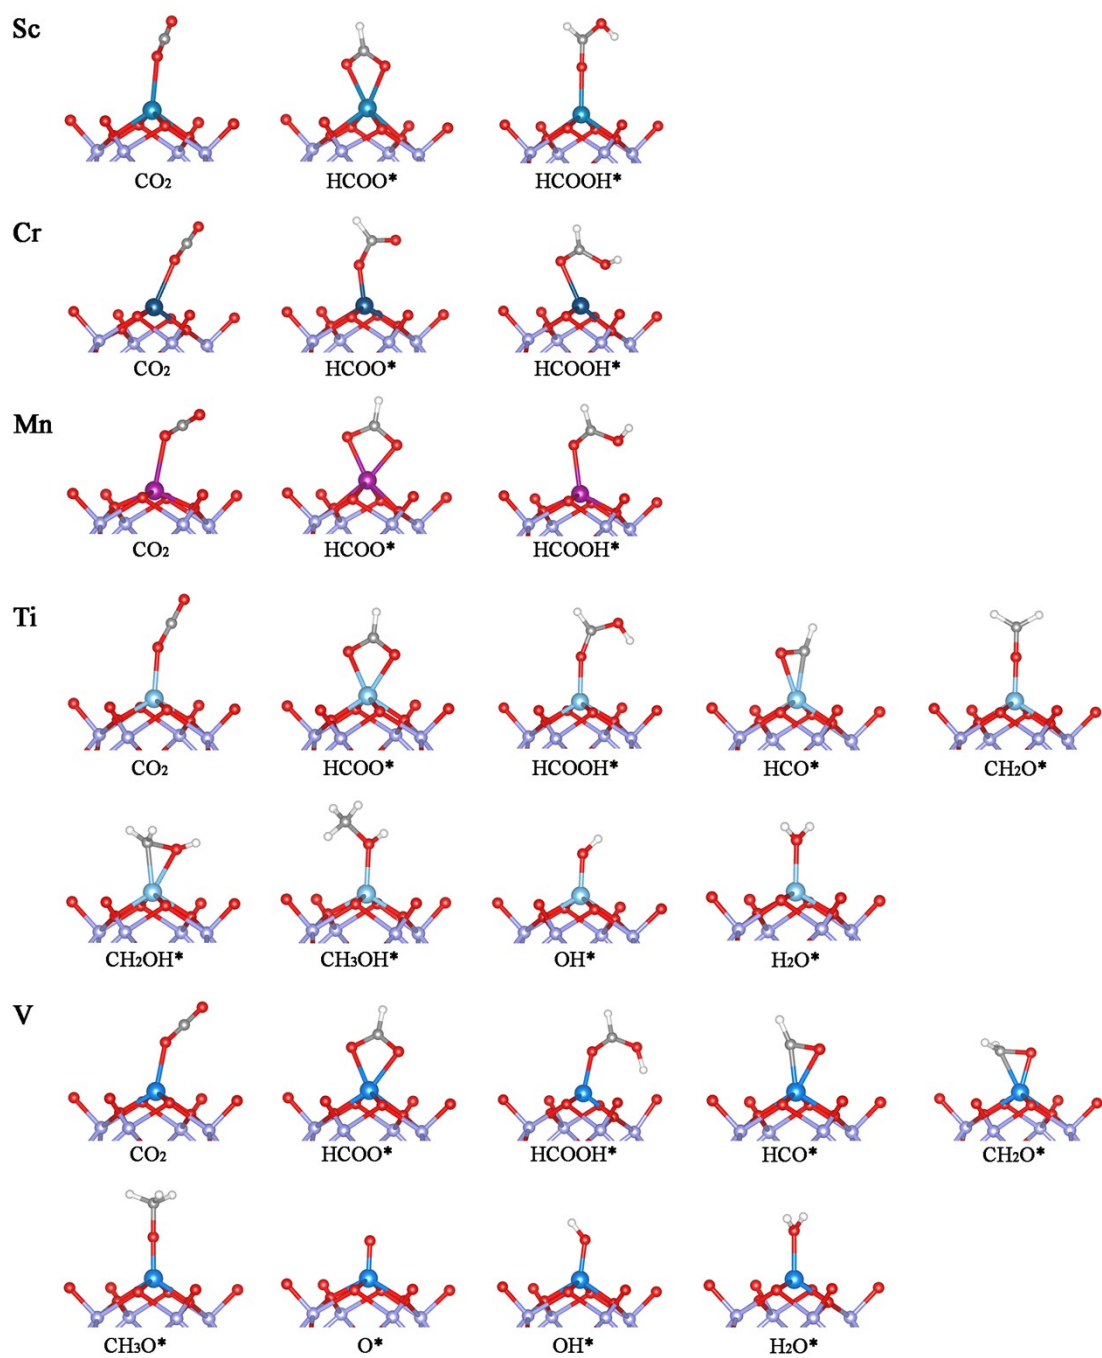 Sc
CO₂ HCOO* HCOOH*
Cr
CO₂ HCOO* HCOOH*
Mn
CO₂ HCOO* HCOOH*
Ti
CO₂ HCOO* HCOOH* HCO* CH₂O*
CH₂OH* CH₃OH* OH* H₂O*
V
CO₂ HCOO* HCOOH* HCO* CH₂O*
CH₃O* O* OH* H₂O*